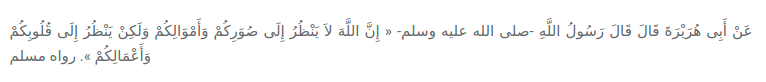 عَنْ أَبِى هُرَيْرَةَ قَالَ قَالَ رَسُولُ اللَّهِ -صلى الله عليه وسلم- « إِنَّ اللَّهَ لاَ يَنْظُرُ إِلَى صُوَرِكُمْ وَأَمْوَالِكُمْ وَلَكِنْ يَنْظُرُ إِلَى قُلُوبِكُمْ
وَأَعْمَالِكُمْ ». رواه مسلم